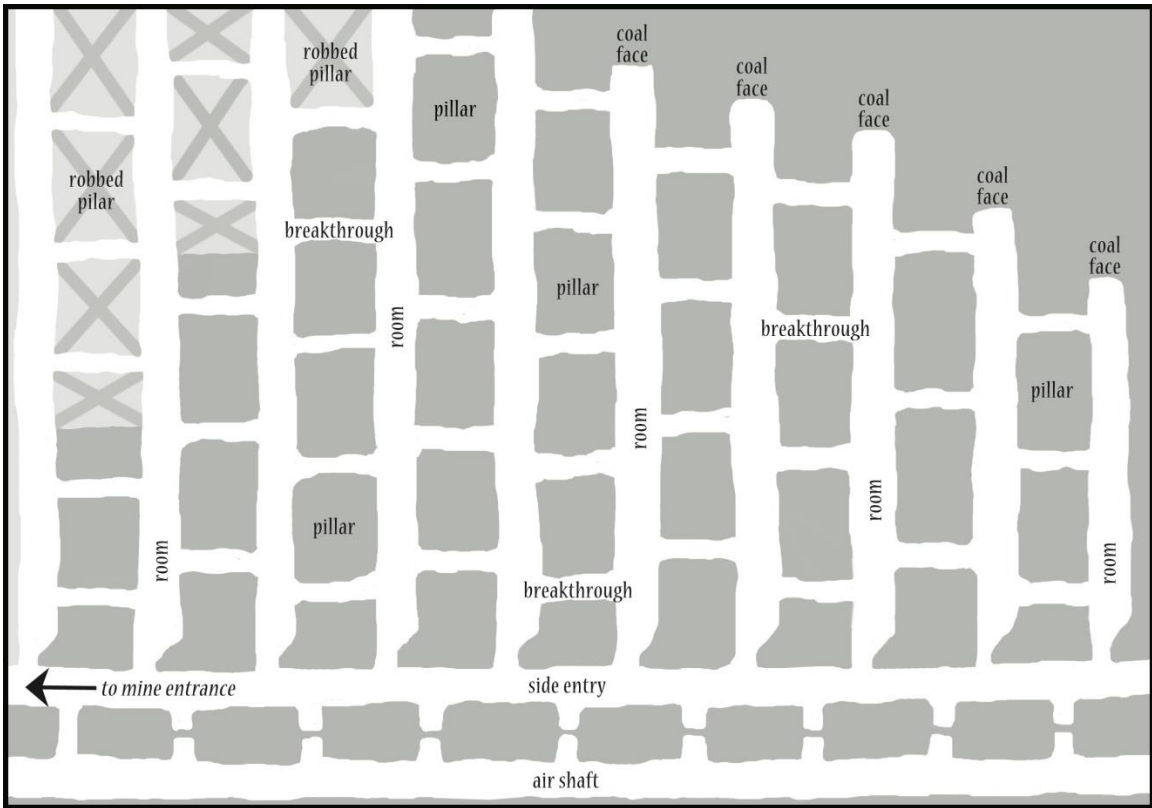 coal
face
robbed
pillar
coal
face
pillar
coal
face
robbed
pilar
coal
face
breakthrough
coal
face
pillar
room
breakthrough
pillar
room
room
pillar
room
room
breakthrough
to mine entrance
side entry
air shaft